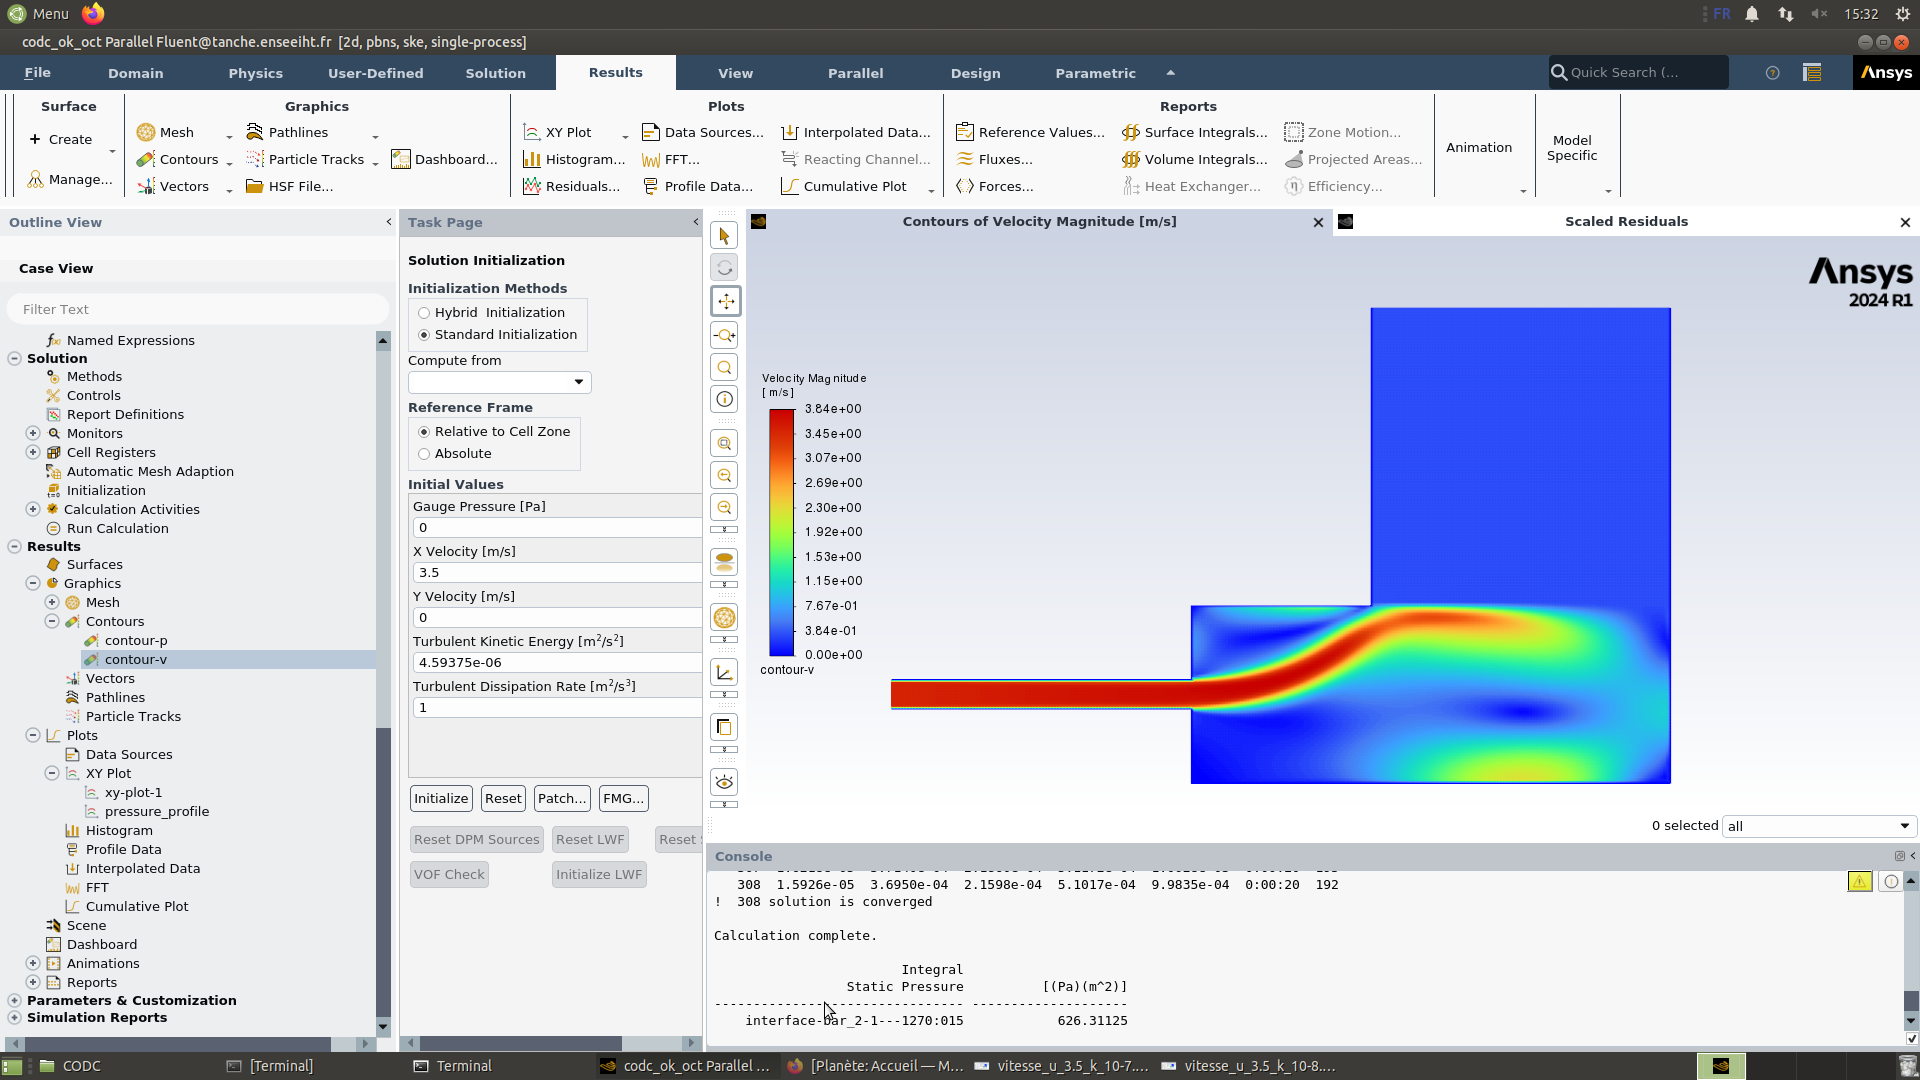 Menu
FR
15:32
codc_ok_oct Parallel Fluent@tanche.enseeiht.fr [2d, pbns, ske, single-process]
File Domain Physics User-Defined Solution Results View Parallel Design Parametric
Quick Search (...
Ansys
Surface
Create
Manage...
Graphics
Mesh
Contours
Vectors
Pathlines
Particle Tracks
HSF File...
Dashboard...
Plots
XY Plot
Histogram...
Residuals...
Data Sources...
FFT...
Profile Data...
Interpolated Data...
Reacting Channel...
Cumulative Plot
Reports
Reference Values...
Fluxes...
Forces...
Surface Integrals...
Volume Integrals...
Heat Exchanger...
Zone Motion...
Projected Areas...
Efficiency...
Animation
Model
Specific
Outline View
Case View
Filter Text
Named Expressions
Solution
Methods
Controls
Report Definitions
Monitors
Cell Registers
Automatic Mesh Adaption
Initialization
Calculation Activities
Run Calculation
Results
Surfaces
Graphics
Mesh
Contours
contour-p
contour-v
Vectors
Pathlines
Particle Tracks
Plots
Data Sources
XY Plot
xy-plot-1
pressure_profile
Histogram
Profile Data
Interpolated Data
FFT
Cumulative Plot
Scene
Dashboard
Animations
Reports
Parameters & Customization
Simulation Reports
Task Page
Solution Initialization
Initialization Methods
Hybrid Initialization
Standard Initialization
Compute from
Reference Frame
Relative to Cell Zone
Absolute
Initial Values
Gauge Pressure [Pa]
0
X Velocity [m/s]
3.5
Y Velocity [m/s]
0
Turbulent Kinetic Energy [m²/s²]
4.59375e-06
Turbulent Dissipation Rate [m²/s³]
1
Initialize Reset Patch... FMG...
Reset DPM Sources Reset LWF Reset
VOF Check Initialize LWF
Contours of Velocity Magnitude [m/s]
Scaled Residuals
Ansys
2024 R1
Velocity Magnitude
[ m/s ]
3.84e+00
3.45e+00
3.07e+00
2.69e+00
2.30e+00
1.92e+00
1.53e+00
1.15e+00
7.67e-01
3.84e-01
0.00e+00
contour-v
0 selected all
Console
308 1.5926e-05 3.6950e-04 2.1598e-04 5.1017e-04 9.9835e-04 0:00:20 192
! 308 solution is converged
Calculation complete.
Integral
Static Pressure [(Pa)(m^2)]
-------------------------------- --------------------
interface-bar_2-1---1270:015 626.31125
CODC
[Terminal]
Terminal
codc_ok_oct Parallel ...
[Planète: Accueil — M...
vitesse_u_3.5_k_10-7....
vitesse_u_3.5_k_10-8....